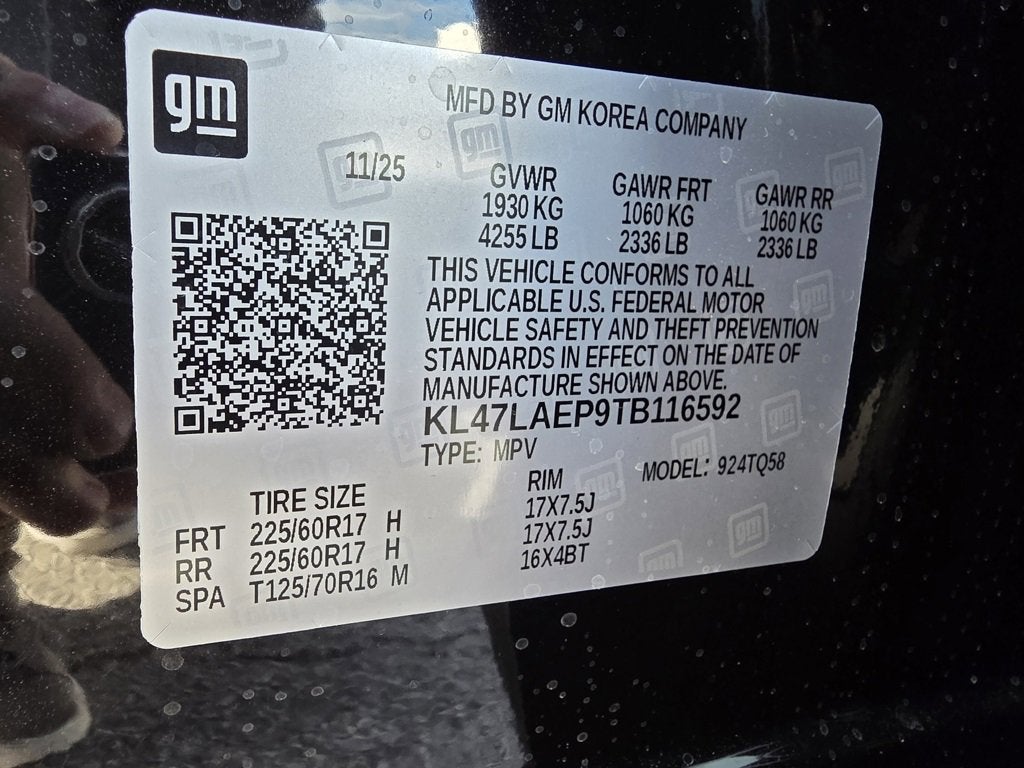 gm
MFD BY GM KOREA COMPANY
11/25
GVWR GAWR FRT GAWR RR
1930 KG 1060 KG 1060 KG
4255 LB 2336 LB 2336 LB
THIS VEHICLE CONFORMS TO ALL
APPLICABLE U.S. FEDERAL MOTOR
VEHICLE SAFETY AND THEFT PREVENTION
STANDARDS IN EFFECT ON THE DATE OF
MANUFACTURE SHOWN ABOVE.
KL47LAEP9TB116592
TYPE: MPV MODEL: 924TQ58
TIRE SIZE RIM
FRT 225/60R17 H 17X7.5J
RR 225/60R17 H 17X7.5J
SPA T125/70R16 M 16X4BT